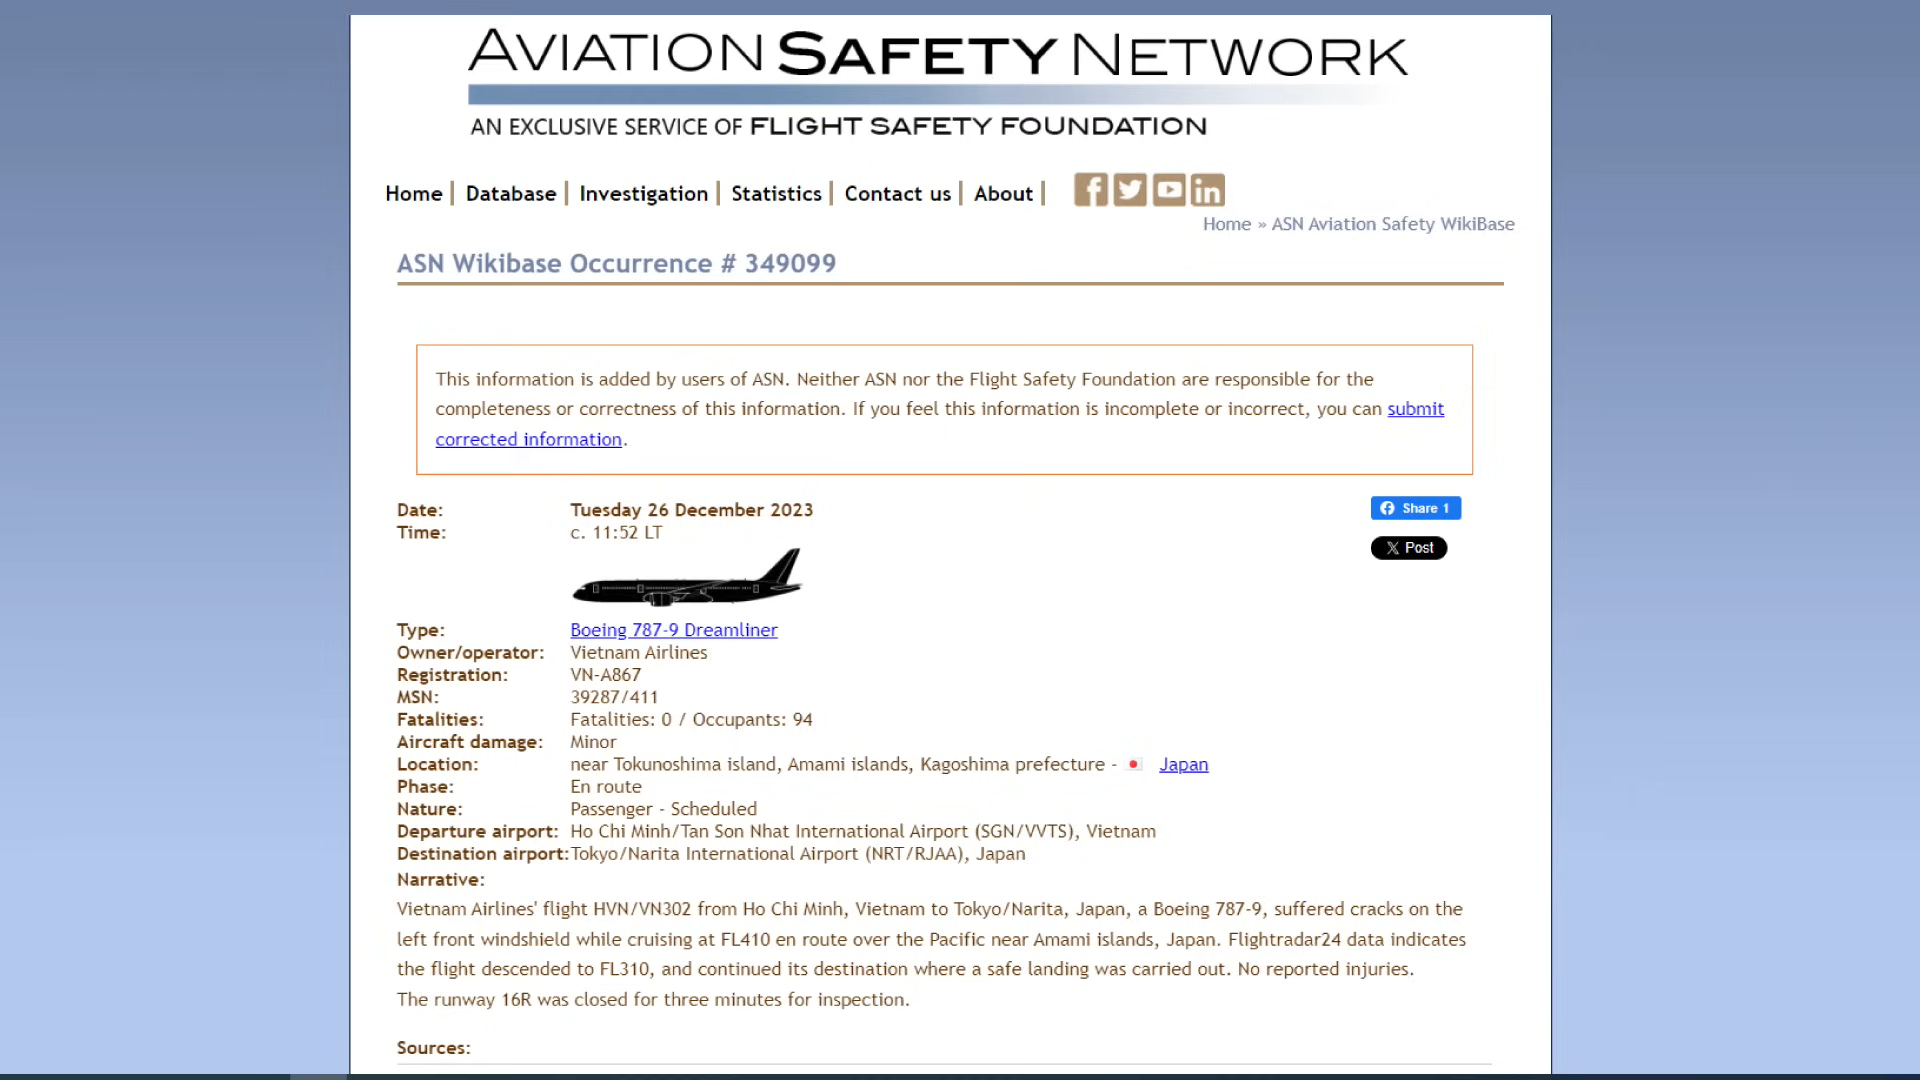 AVIATION SAFETY NETWORK
AN EXCLUSIVE SERVICE OF FLIGHT SAFETY FOUNDATION
Home | Database | Investigation | Statistics | Contact us | About |
Home » ASN Aviation Safety WikiBase
ASN Wikibase Occurrence # 349099
This information is added by users of ASN. Neither ASN nor the Flight Safety Foundation are responsible for the
completeness or correctness of this information. If you feel this information is incomplete or incorrect, you can submit
corrected information.
Date: Tuesday 26 December 2023
Share 1
Time: c. 11:52 LT
Post
Type: Boeing 787-9 Dreamliner
Owner/operator: Vietnam Airlines
Registration: VN-A867
MSN: 39287/411
Fatalities: Fatalities: 0 / Occupants: 94
Aircraft damage: Minor
Location: near Tokunoshima island, Amami islands, Kagoshima prefecture - Japan
Phase: En route
Nature: Passenger - Scheduled
Departure airport: Ho Chi Minh/Tan Son Nhat International Airport (SGN/VVTS), Vietnam
Destination airport: Tokyo/Narita International Airport (NRT/RJAA), Japan
Narrative:
Vietnam Airlines' flight HVN/VN302 from Ho Chi Minh, Vietnam to Tokyo/Narita, Japan, a Boeing 787-9, suffered cracks on the
left front windshield while cruising at FL410 en route over the Pacific near Amami islands, Japan. Flightradar24 data indicates
the flight descended to FL310, and continued its destination where a safe landing was carried out. No reported injuries.
The runway 16R was closed for three minutes for inspection.
Sources: